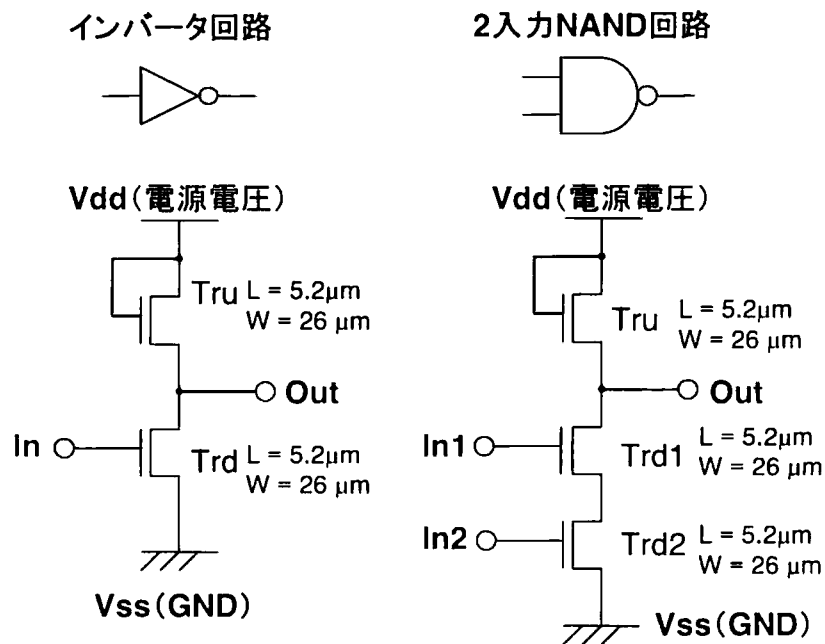 インバータ回路
2入力NAND回路
Vdd(電源電圧)
Tru L = 5.2μm
W = 26 μm
Out
In
Trd L = 5.2μm
W = 26 μm
Vss(GND)
Vdd(電源電圧)
Tru L = 5.2μm
W = 26 μm
Out
In1
Trd1 L = 5.2μm
W = 26 μm
In2
Trd2 L = 5.2μm
W = 26 μm
Vss(GND)